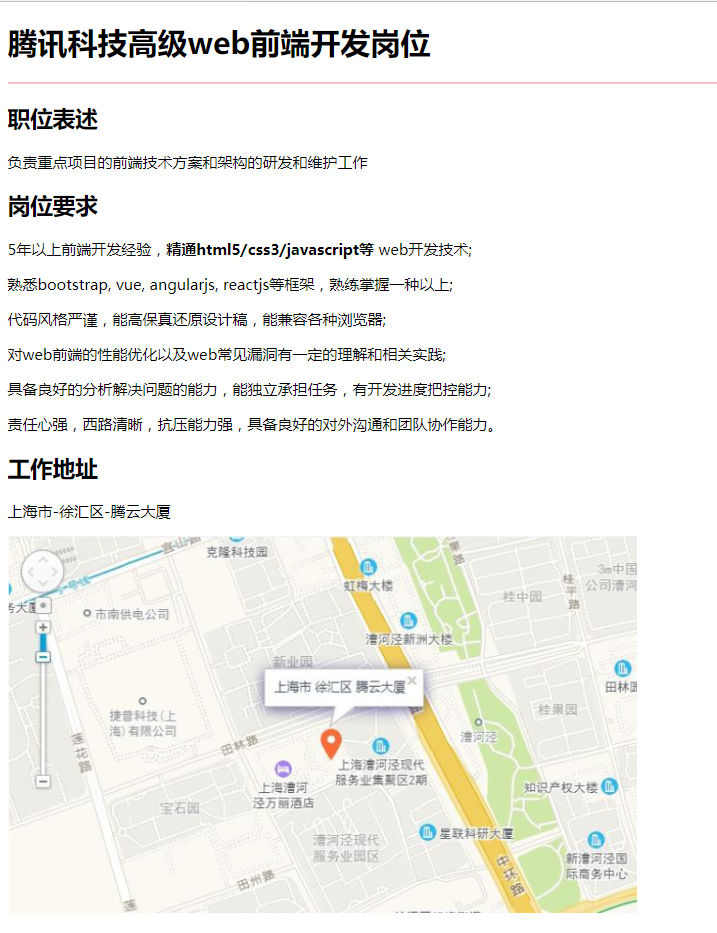 腾讯科技高级web前端开发岗位
职位表述
负责重点项目的前端技术方案和架构的研发和维护工作
岗位要求
5年以上前端开发经验，精通html5/css3/javascript等 web开发技术;
熟悉bootstrap, vue, angularjs, reactjs等框架，熟练掌握一种以上;
代码风格严谨，能高保真还原设计稿，能兼容各种浏览器;
对web前端的性能优化以及web常见漏洞有一定的理解和相关实践;
具备良好的分析解决问题的能力，能独立承担任务，有开发进度把控能力;
责任心强，西路清晰，抗压能力强，具备良好的对外沟通和团队协作能力。
工作地址
上海市-徐汇区-腾云大厦
宜山路
克隆科技园
果路
3m中国
公司漕河
虹梅大楼
桂平路
桂中园
务大厦
市南供电公司
漕河泾新洲大楼
新业园
田林
上海市 徐汇区 腾云大厦
捷普科技(上
海)有限公司
桂果园
莲花路
田林路
漕河泾
上海漕河泾现代
服务业集聚区2期
上海漕河
泾万丽酒店
知识产权大楼
宝石园
星联科研大厦
漕河泾现代
服务业园区
中环路
新漕河泾国
际商务中心
田州路
莲